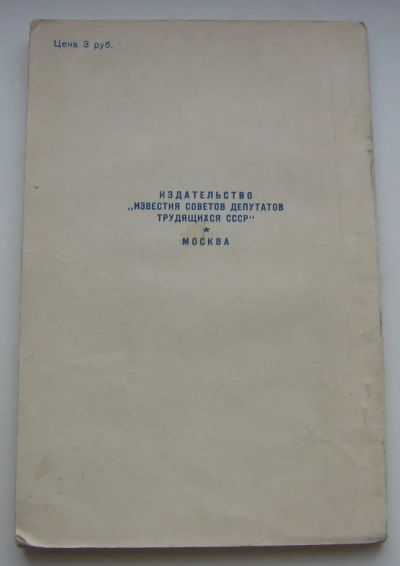 Цена 3 руб.
ИЗДАТЕЛЬСТВО
„ИЗВЕСТИЯ СОВЕТОВ ДЕПУТАТОВ
ТРУДЯЩИХСЯ СССР“
★
МОСКВА